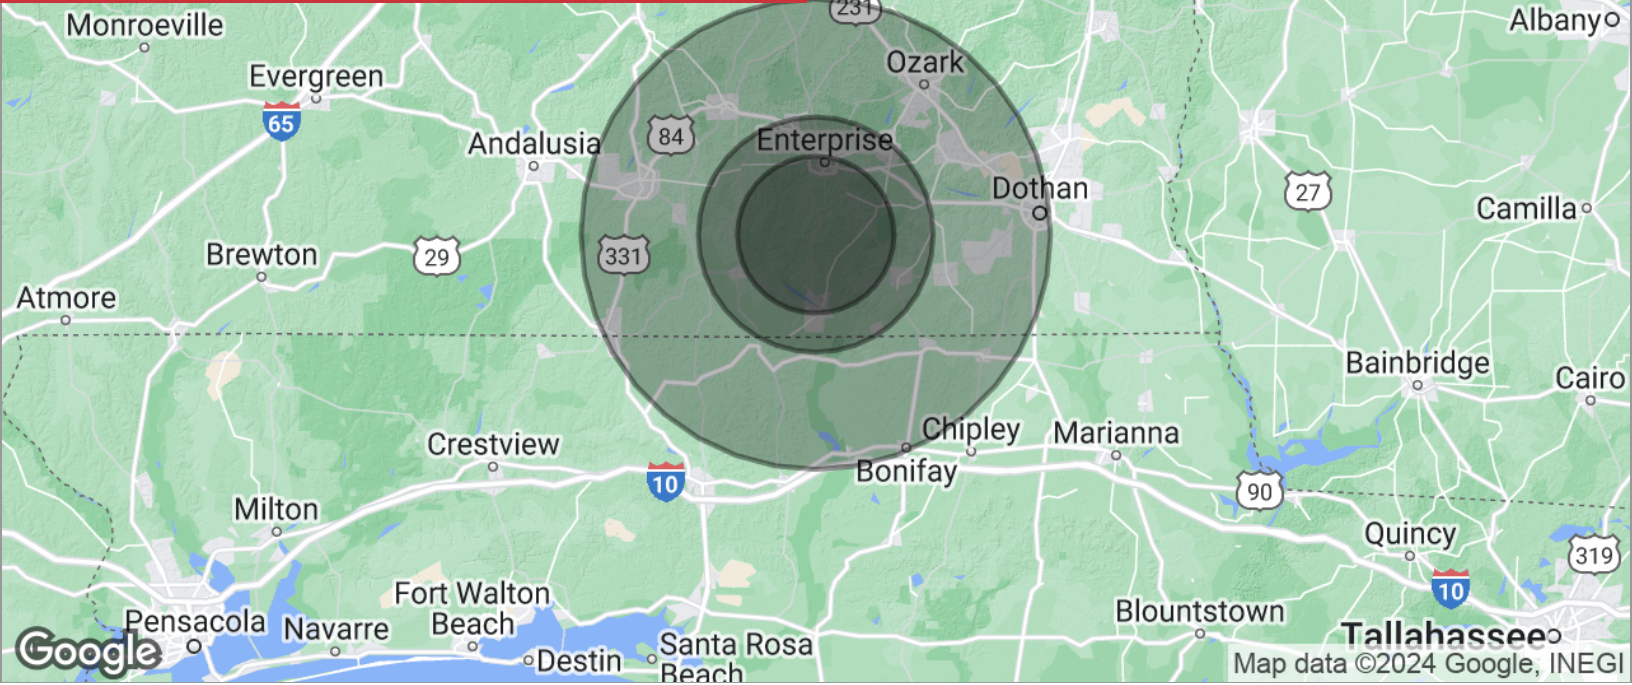 231
Monroeville
Albany
Ozark
Evergreen
65
84
Enterprise
Andalusia
Dothan
27
Camilla
Brewton
29
331
Atmore
Bainbridge
Cairo
Crestview
Chipley
Marianna
Bonifay
10
90
Milton
Quincy
319
10
Fort Walton
Beach
Blountstown
Pensacola
Navarre
Tallahassee
Santa Rosa
Beach
Destin
Google
Map data ©2024 Google, INEGI